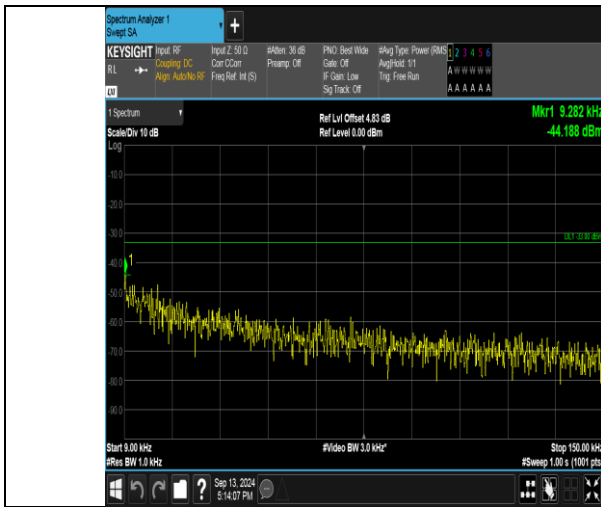 Spectrum Analyzer 1
Swept SA
+
KEYSIGHT Input: RF Input Z: 50 Ω #Atten: 36 dB PNO: Best Wide #Avg Type: Power (RMS 1 2 3 4 5 6
RL Coupling: DC Corr CCorr Preamp: Off Gate: Off Avg|Hold: 1/1 A W W W W W
Align: Auto/No RF Freq Ref: Int (S) IF Gain: Low Trig: Free Run
Sig Track: Off A A A A A A
1 Spectrum Ref Lvl Offset 4.83 dB Mkr1 9.282 kHz
Scale/Div 10 dB Ref Level 0.00 dBm -44.188 dBm
Log
-10.0
-20.0
-30.0
DL1 -33.00 dBm
-40.0
1
-50.0
-60.0
-70.0
-80.0
-90.0
Start 9.00 kHz #Video BW 3.0 kHz* Stop 150.00 kHz
#Res BW 1.0 kHz #Sweep 1.00 s (1001 pts
? Sep 13, 2024
5:14:07 PM